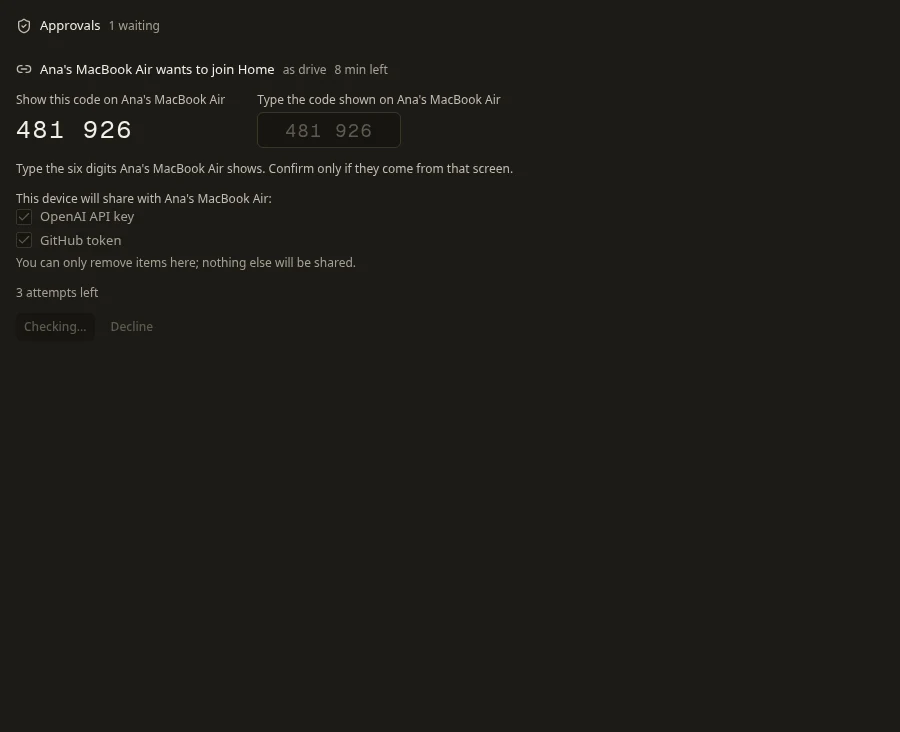 Approvals 1 waiting
Ana's MacBook Air wants to join Home as drive 8 min left
Show this code on Ana's MacBook Air
481 926
Type the code shown on Ana's MacBook Air
481 926
Type the six digits Ana's MacBook Air shows. Confirm only if they come from that screen.
This device will share with Ana's MacBook Air:
OpenAI API key
GitHub token
You can only remove items here; nothing else will be shared.
3 attempts left
Checking... Decline